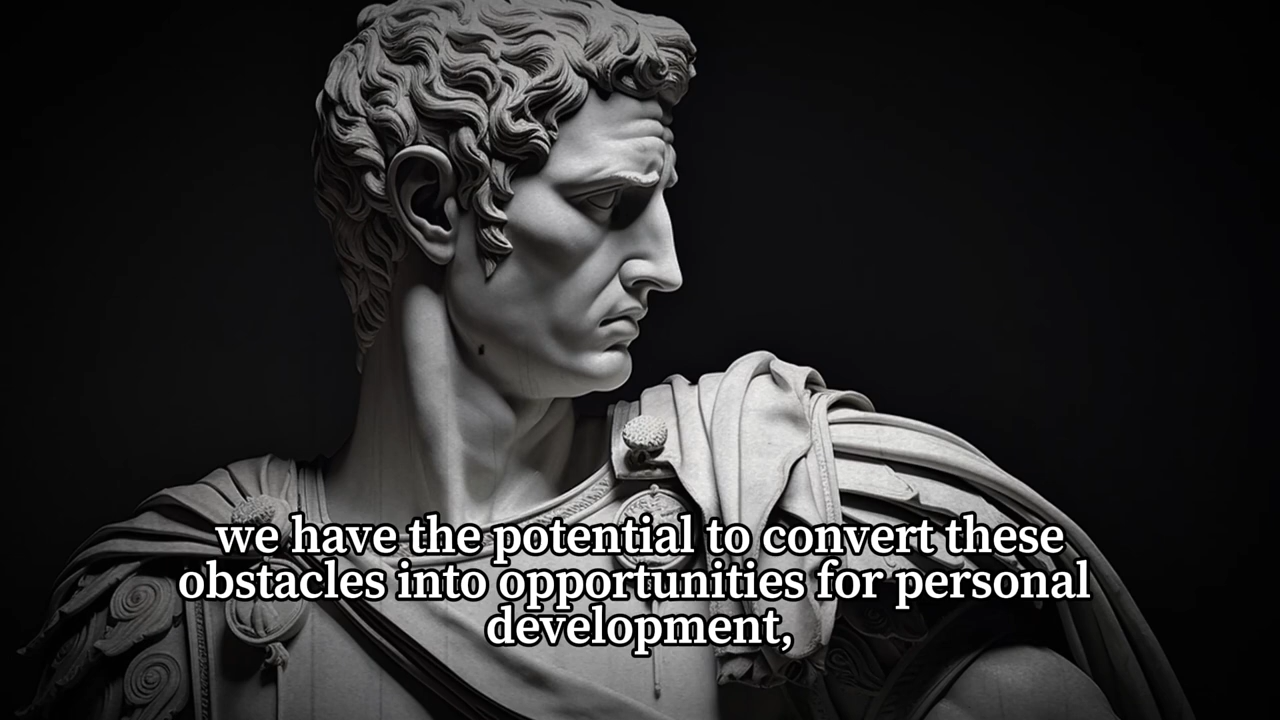 we have the potential to convert these
obstacles into opportunities for personal
development,